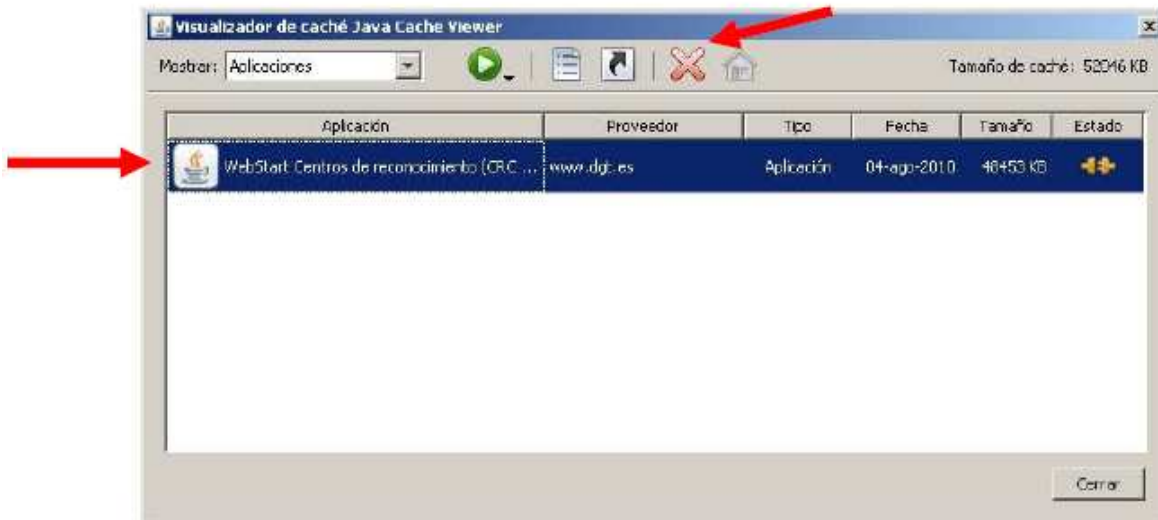 Visualizador de caché Java Cache Viewer
Mostrar: Aplicaciones Tamaño de caché: 52046 KB
Aplicación Proveedor Tipo Fecha Tamaño Estado
WebStart Centros de reconocimiento (CRC ... www.dgt.es Aplicación 04-ago-2010 48453 KB
Cerrar